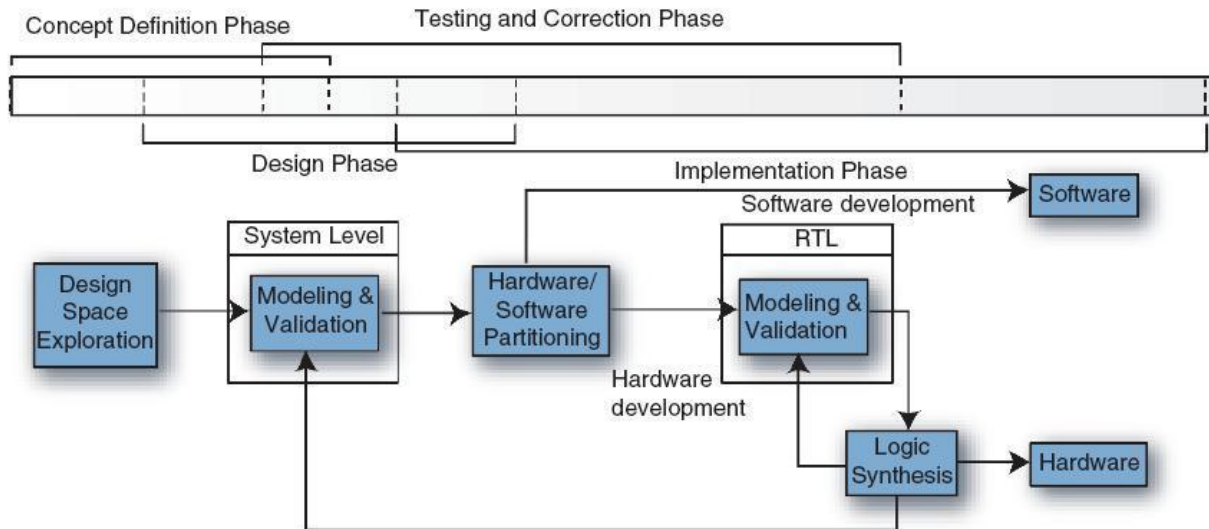 Testing and Correction Phase
Concept Definition Phase
Design Phase
Implementation Phase
Software development
Software
System Level
RTL
Design
Space
Exploration
Modeling &
Validation
Hardware/
Software
Partitioning
Modeling &
Validation
Hardware
development
Logic
Synthesis
Hardware